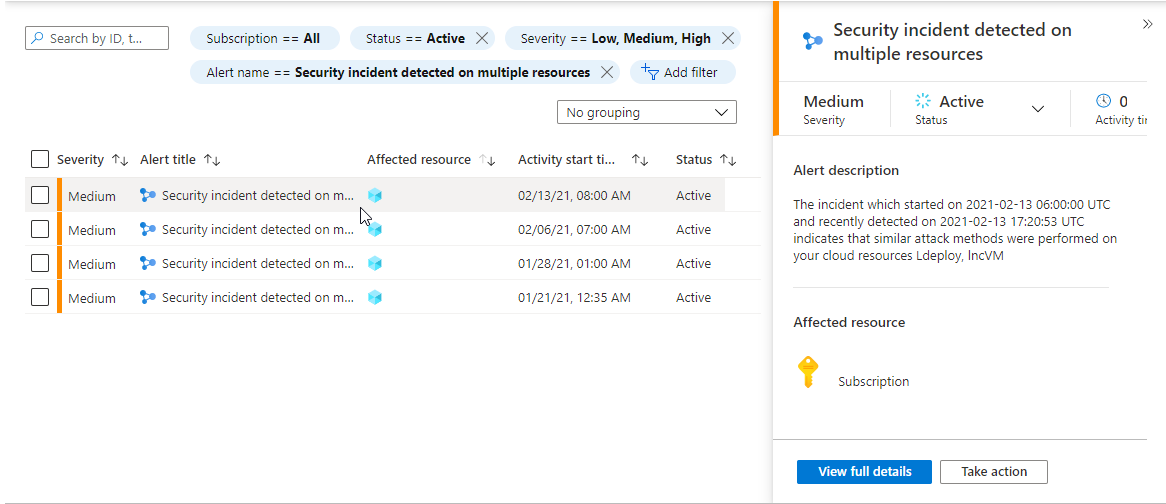 Search by ID, t...
Subscription == All
Status == Active
Severity == Low, Medium, High
Alert name == Security incident detected on multiple resources
Add filter
No grouping
Severity Alert title Affected resource Activity start ti... Status
Medium Security incident detected on m... 02/13/21, 08:00 AM Active
Medium Security incident detected on m... 02/06/21, 07:00 AM Active
Medium Security incident detected on m... 01/28/21, 01:00 AM Active
Medium Security incident detected on m... 01/21/21, 12:35 AM Active
Security incident detected on
multiple resources
Medium Active 0
Severity Status Activity tir
Alert description
The incident which started on 2021-02-13 06:00:00 UTC
and recently detected on 2021-02-13 17:20:53 UTC
indicates that similar attack methods were performed on
your cloud resources Ldeploy, lncVM
Affected resource
Subscription
View full details
Take action